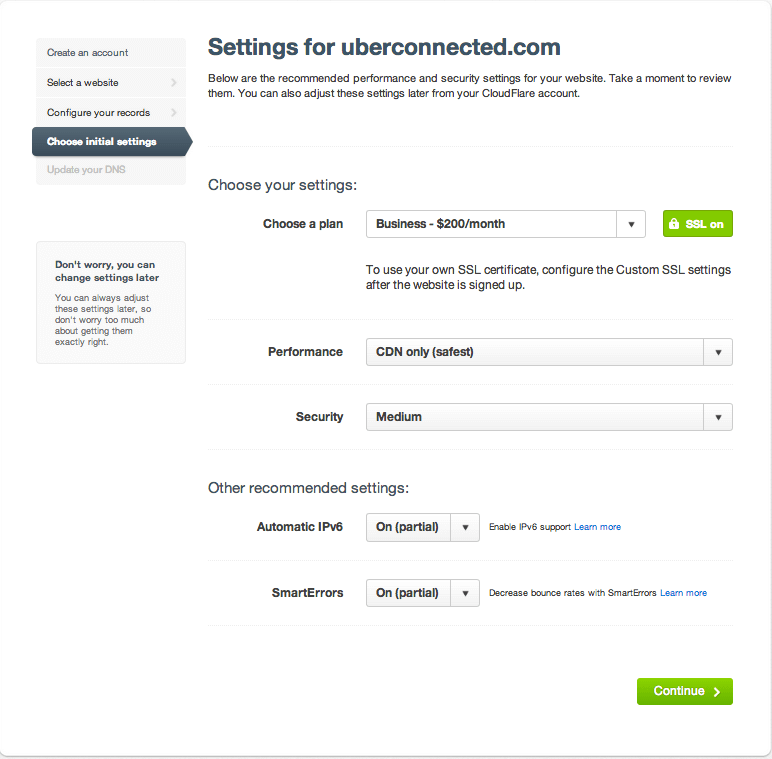 Create an account
Select a website
Configure your records
Choose initial settings
Update your DNS
Don't worry, you can
change settings later
You can always adjust
these settings later, so
don't worry too much
about getting them
exactly right.
Settings for uberconnected.com
Below are the recommended performance and security settings for your website. Take a moment to review
them. You can also adjust these settings later from your CloudFlare account.
Choose your settings:
Choose a plan Business - $200/month SSL on
To use your own SSL certificate, configure the Custom SSL settings
after the website is signed up.
Performance CDN only (safest)
Security Medium
Other recommended settings:
Automatic IPv6 On (partial) Enable IPv6 support Learn more
SmartErrors On (partial) Decrease bounce rates with SmartErrors Learn more
Continue